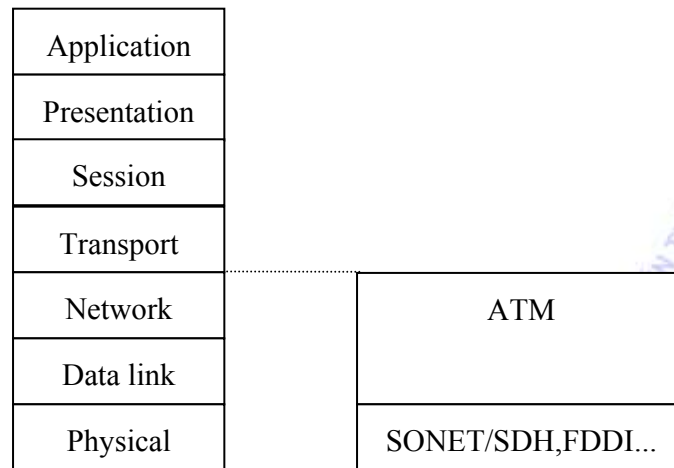 Application
Presentation
Session
Transport
Network
ATM
Data link
Physical
SONET/SDH,FDDI...